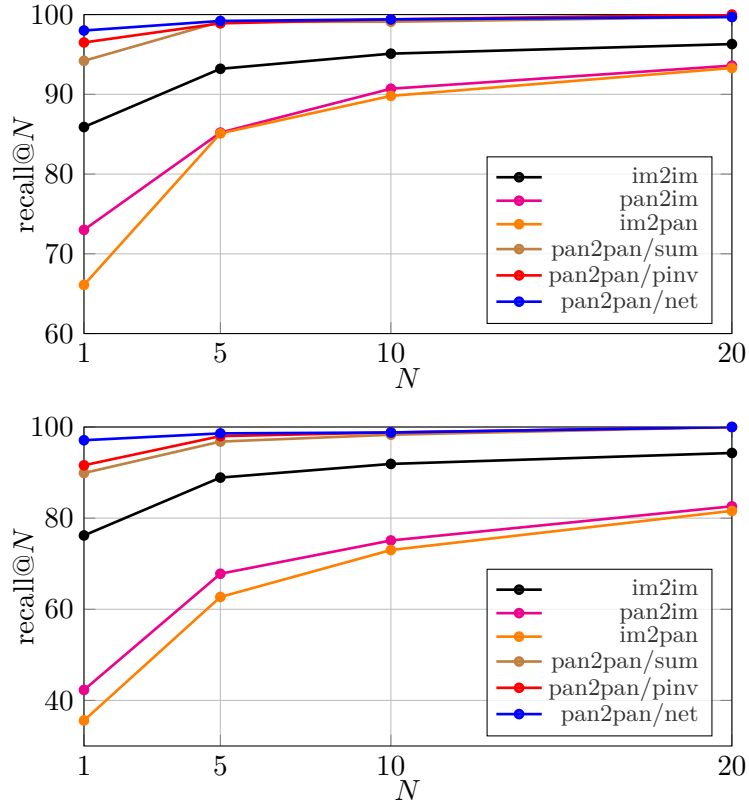 100
90
80
70
60
recall@N
1
5
10
20
N
im2im
pan2im
im2pan
pan2pan/sum
pan2pan/pinv
pan2pan/net
100
80
60
40
recall@N
1
5
10
20
N
im2im
pan2im
im2pan
pan2pan/sum
pan2pan/pinv
pan2pan/net